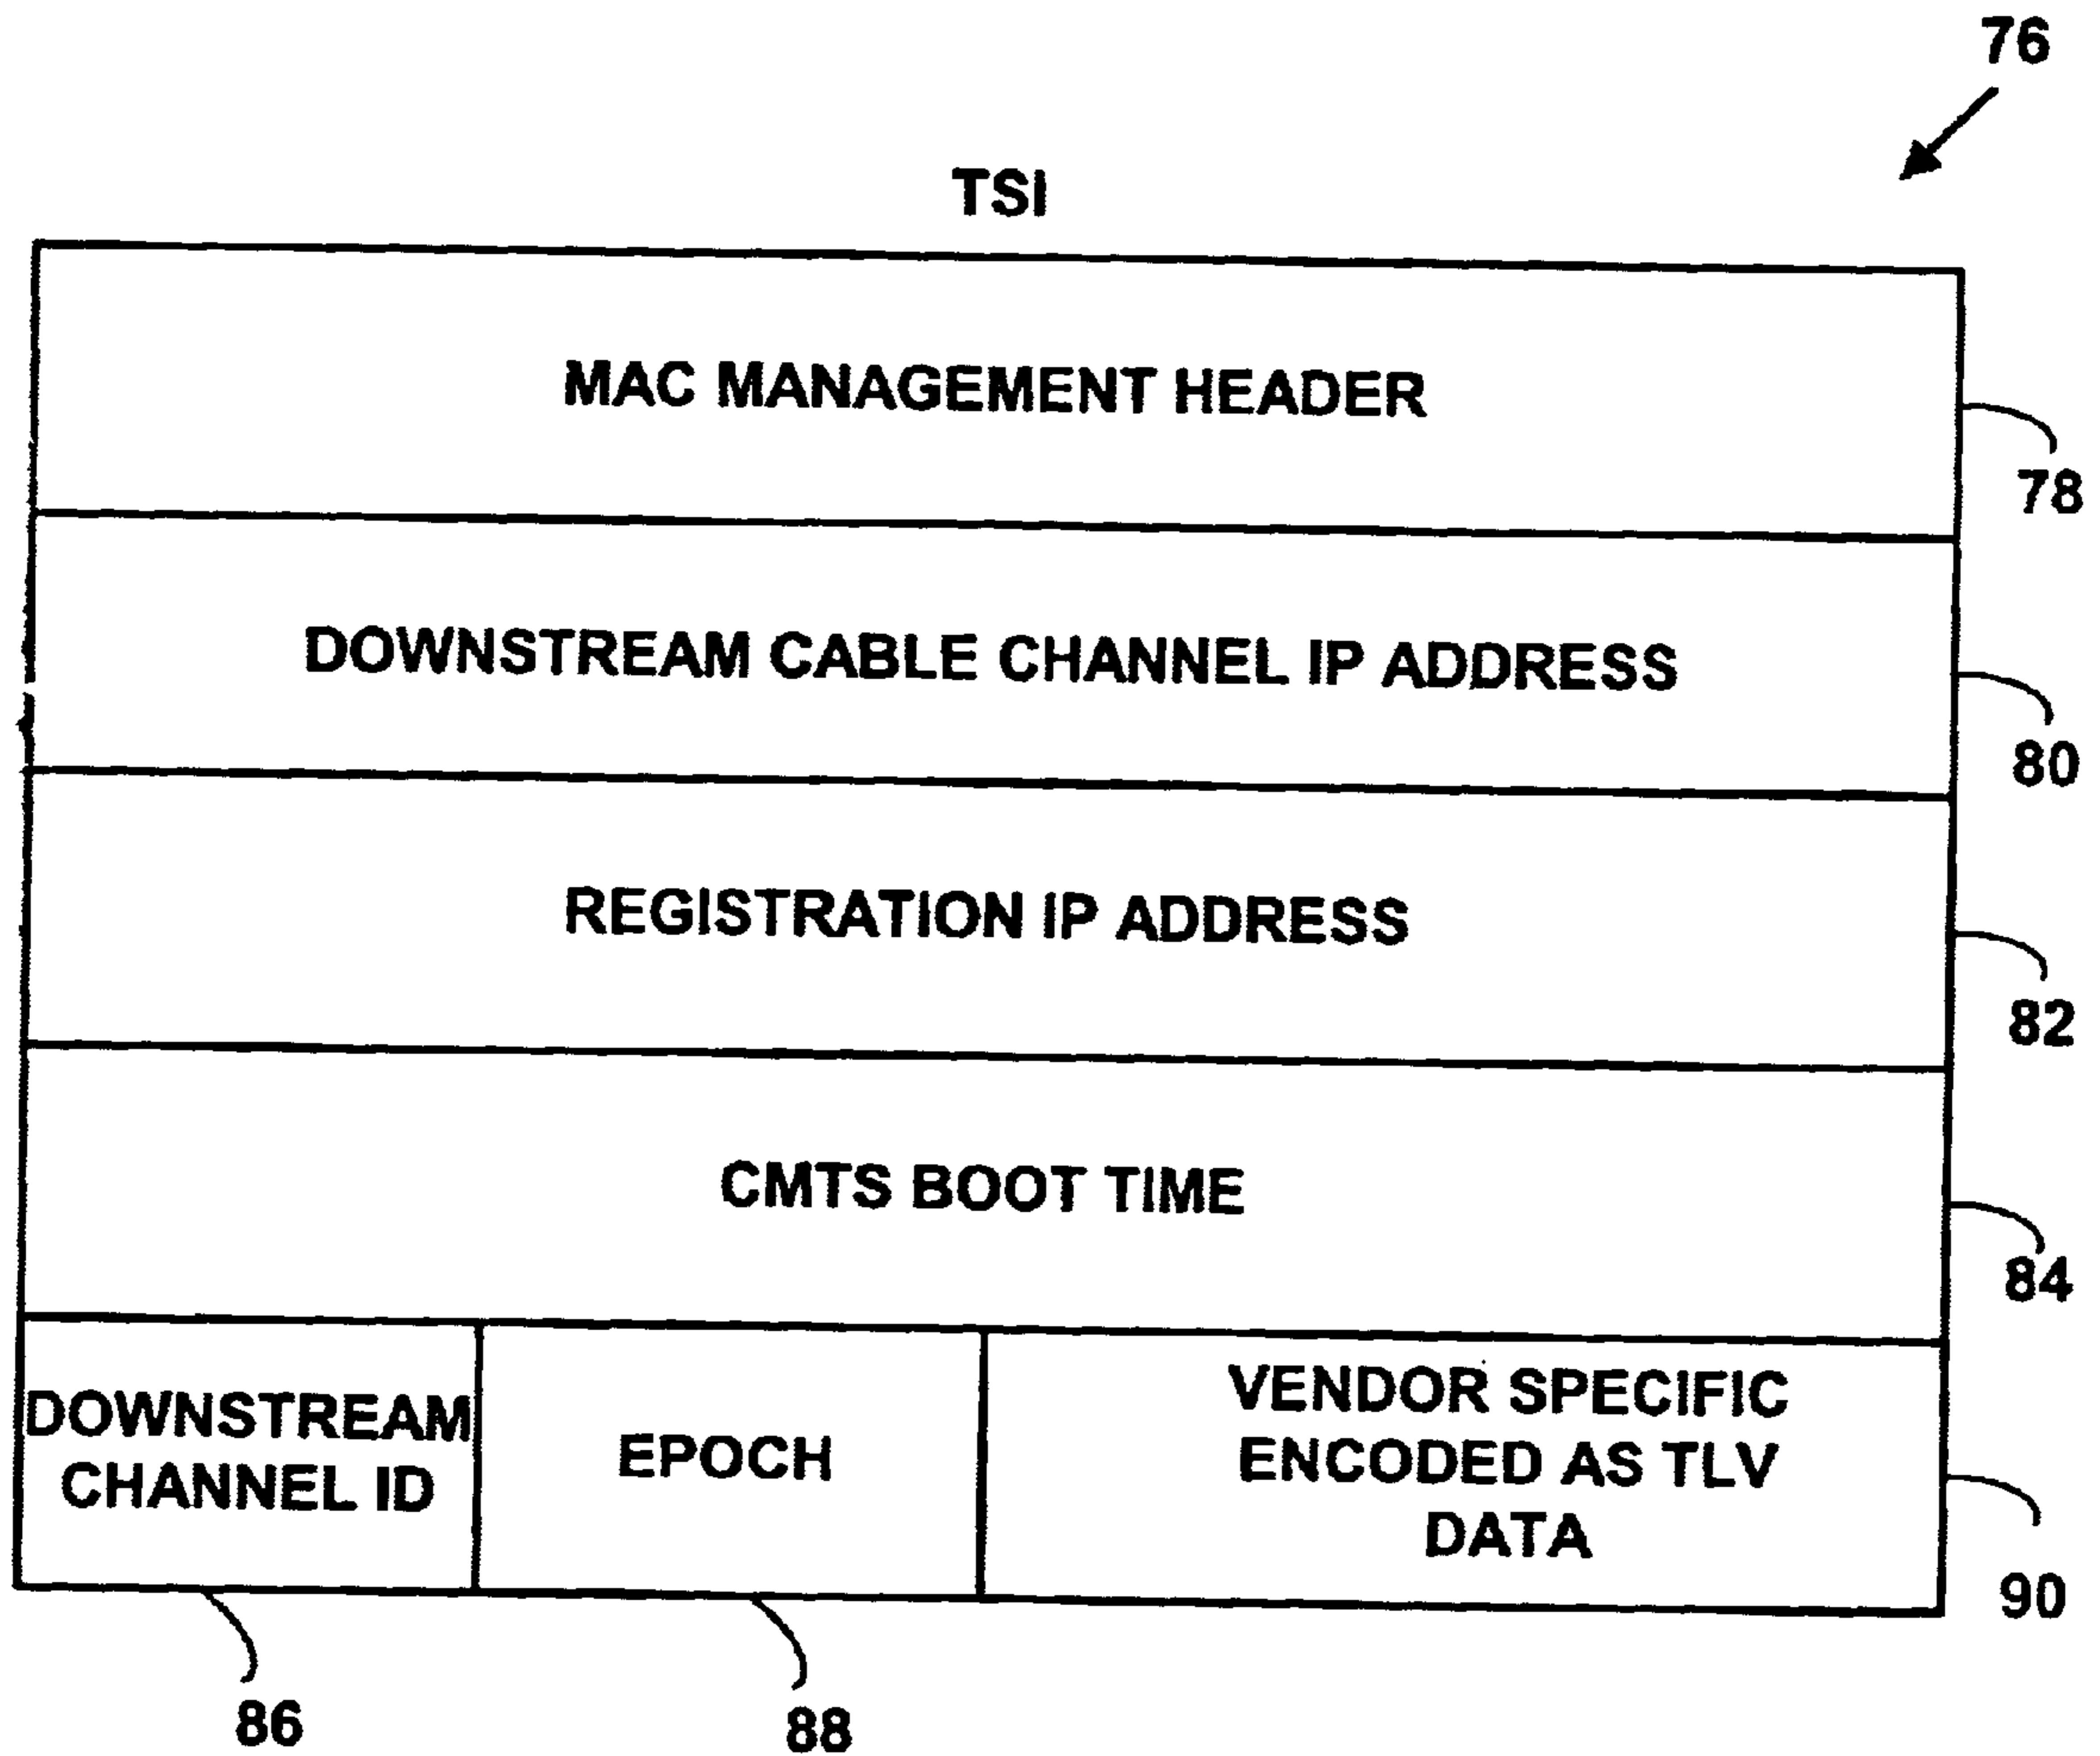 76
TSI
MAC MANAGEMENT HEADER
78
DOWNSTREAM CABLE CHANNEL IP ADDRESS
80
REGISTRATION IP ADDRESS
82
CMTS BOOT TIME
84
DOWNSTREAM
CHANNEL ID
EPOCH
VENDOR SPECIFIC
ENCODED AS TLV
DATA
90
86
88